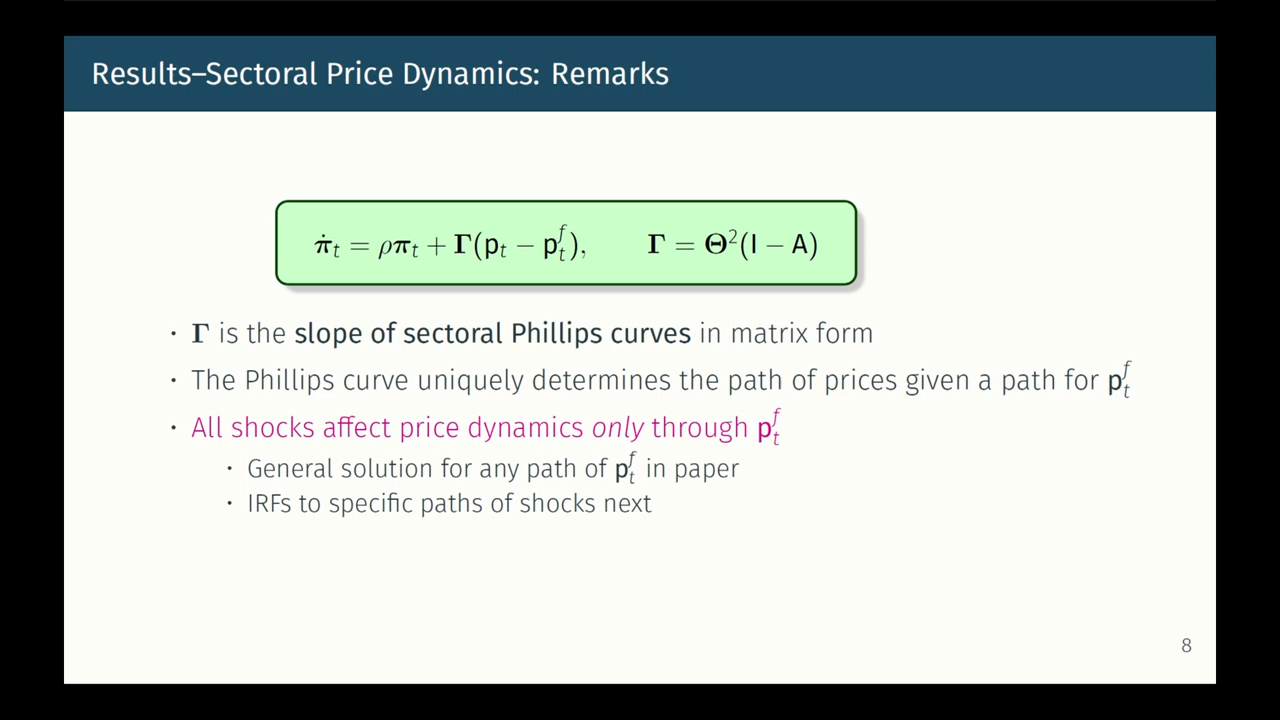 Results–Sectoral Price Dynamics: Remarks
π̇ₜ = ρπₜ + Γ(pₜ − pₜᶠ),   Γ = Θ²(I − A)
· Γ is the slope of sectoral Phillips curves in matrix form
· The Phillips curve uniquely determines the path of prices given a path for pₜᶠ
· All shocks affect price dynamics only through pₜᶠ
· General solution for any path of pₜᶠ in paper
· IRFs to specific paths of shocks next
8